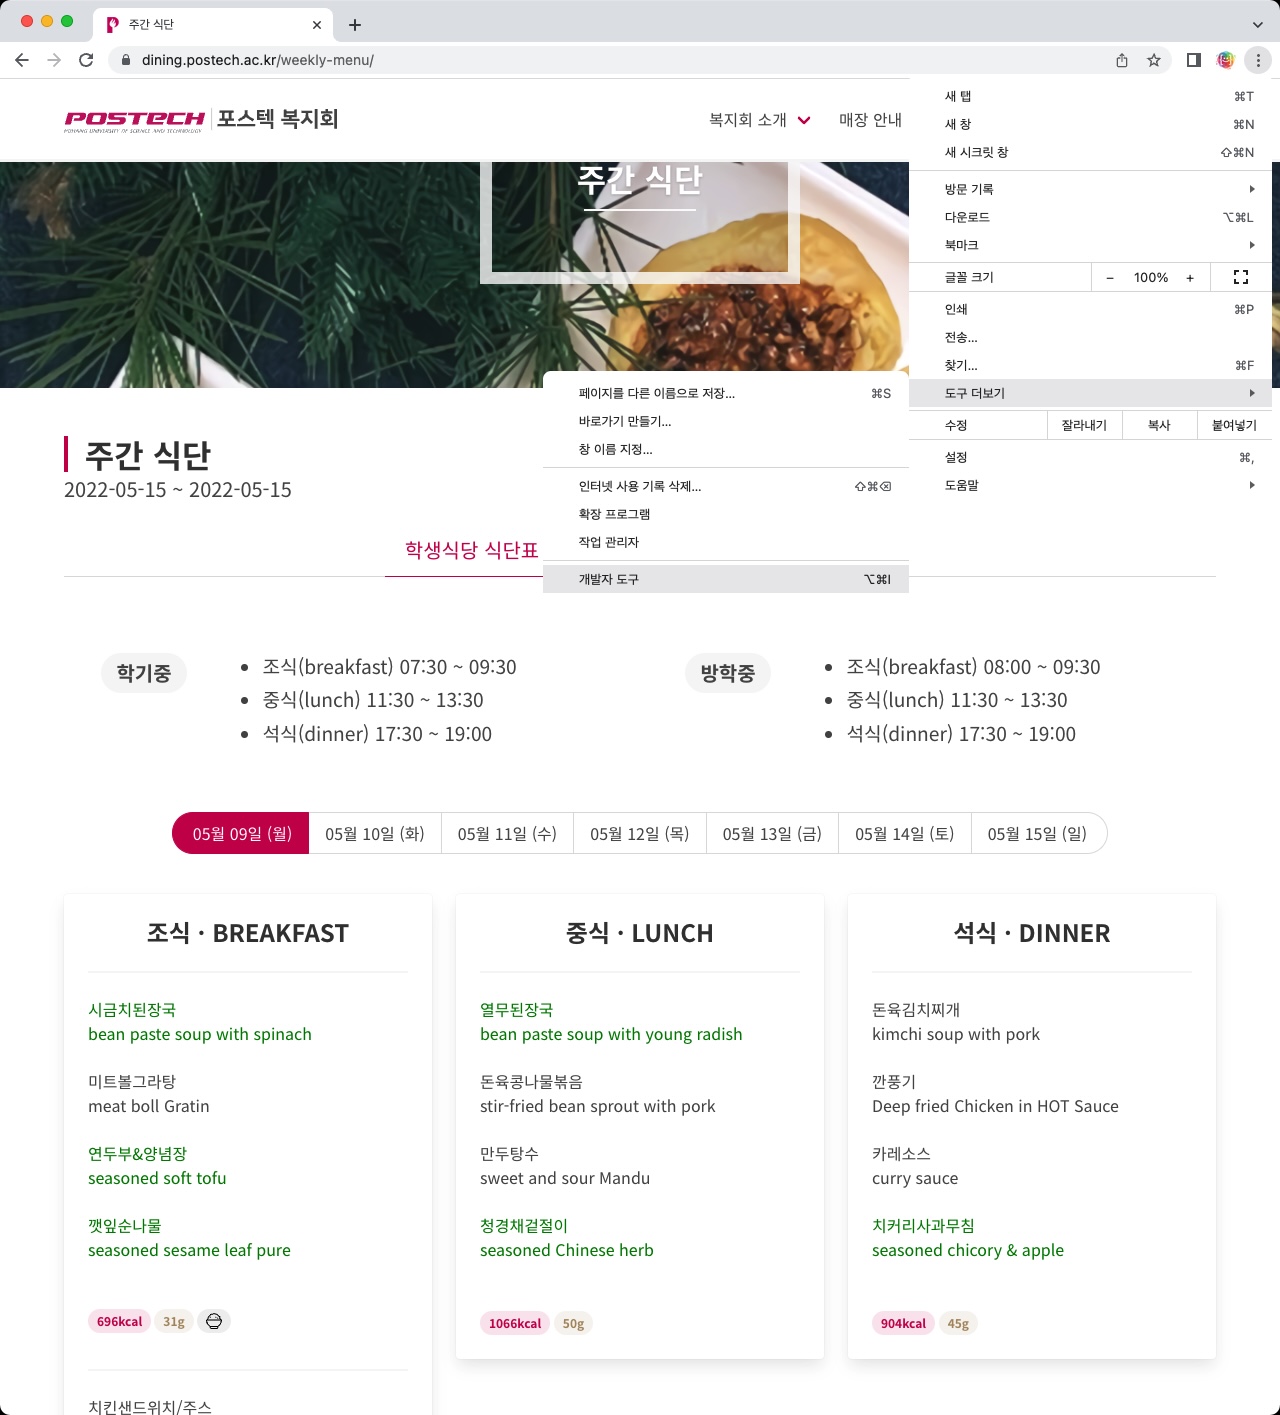 주간 식단
dining.postech.ac.kr/weekly-menu/
POSTECH
POHANG UNIVERSITY OF SCIENCE AND TECHNOLOGY
포스텍 복지회
복지회 소개
매장 안내
주간 식단
새 탭 ⌘T
새 창 ⌘N
새 시크릿 창 ⇧⌘N
방문 기록
다운로드 ⌥⌘L
북마크
글꼴 크기 − 100% +
인쇄 ⌘P
전송...
찾기... ⌘F
도구 더보기
수정 잘라내기 복사 붙여넣기
설정 ⌘,
도움말
페이지를 다른 이름으로 저장... ⌘S
바로가기 만들기...
창 이름 지정...
인터넷 사용 기록 삭제... ⇧⌘⌫
확장 프로그램
작업 관리자
개발자 도구 ⌥⌘I
주간 식단
2022-05-15 ~ 2022-05-15
학생식당 식단표
학기중
조식(breakfast) 07:30 ~ 09:30
중식(lunch) 11:30 ~ 13:30
석식(dinner) 17:30 ~ 19:00
방학중
조식(breakfast) 08:00 ~ 09:30
중식(lunch) 11:30 ~ 13:30
석식(dinner) 17:30 ~ 19:00
05월 09일 (월) 05월 10일 (화) 05월 11일 (수) 05월 12일 (목) 05월 13일 (금) 05월 14일 (토) 05월 15일 (일)
조식 · BREAKFAST
시금치된장국
bean paste soup with spinach
미트볼그라탕
meat boll Gratin
연두부&양념장
seasoned soft tofu
깻잎순나물
seasoned sesame leaf pure
696kcal 31g
치킨샌드위치/주스
중식 · LUNCH
열무된장국
bean paste soup with young radish
돈육콩나물볶음
stir-fried bean sprout with pork
만두탕수
sweet and sour Mandu
청경채겉절이
seasoned Chinese herb
1066kcal 50g
석식 · DINNER
돈육김치찌개
kimchi soup with pork
깐풍기
Deep fried Chicken in HOT Sauce
카레소스
curry sauce
치커리사과무침
seasoned chicory & apple
904kcal 45g